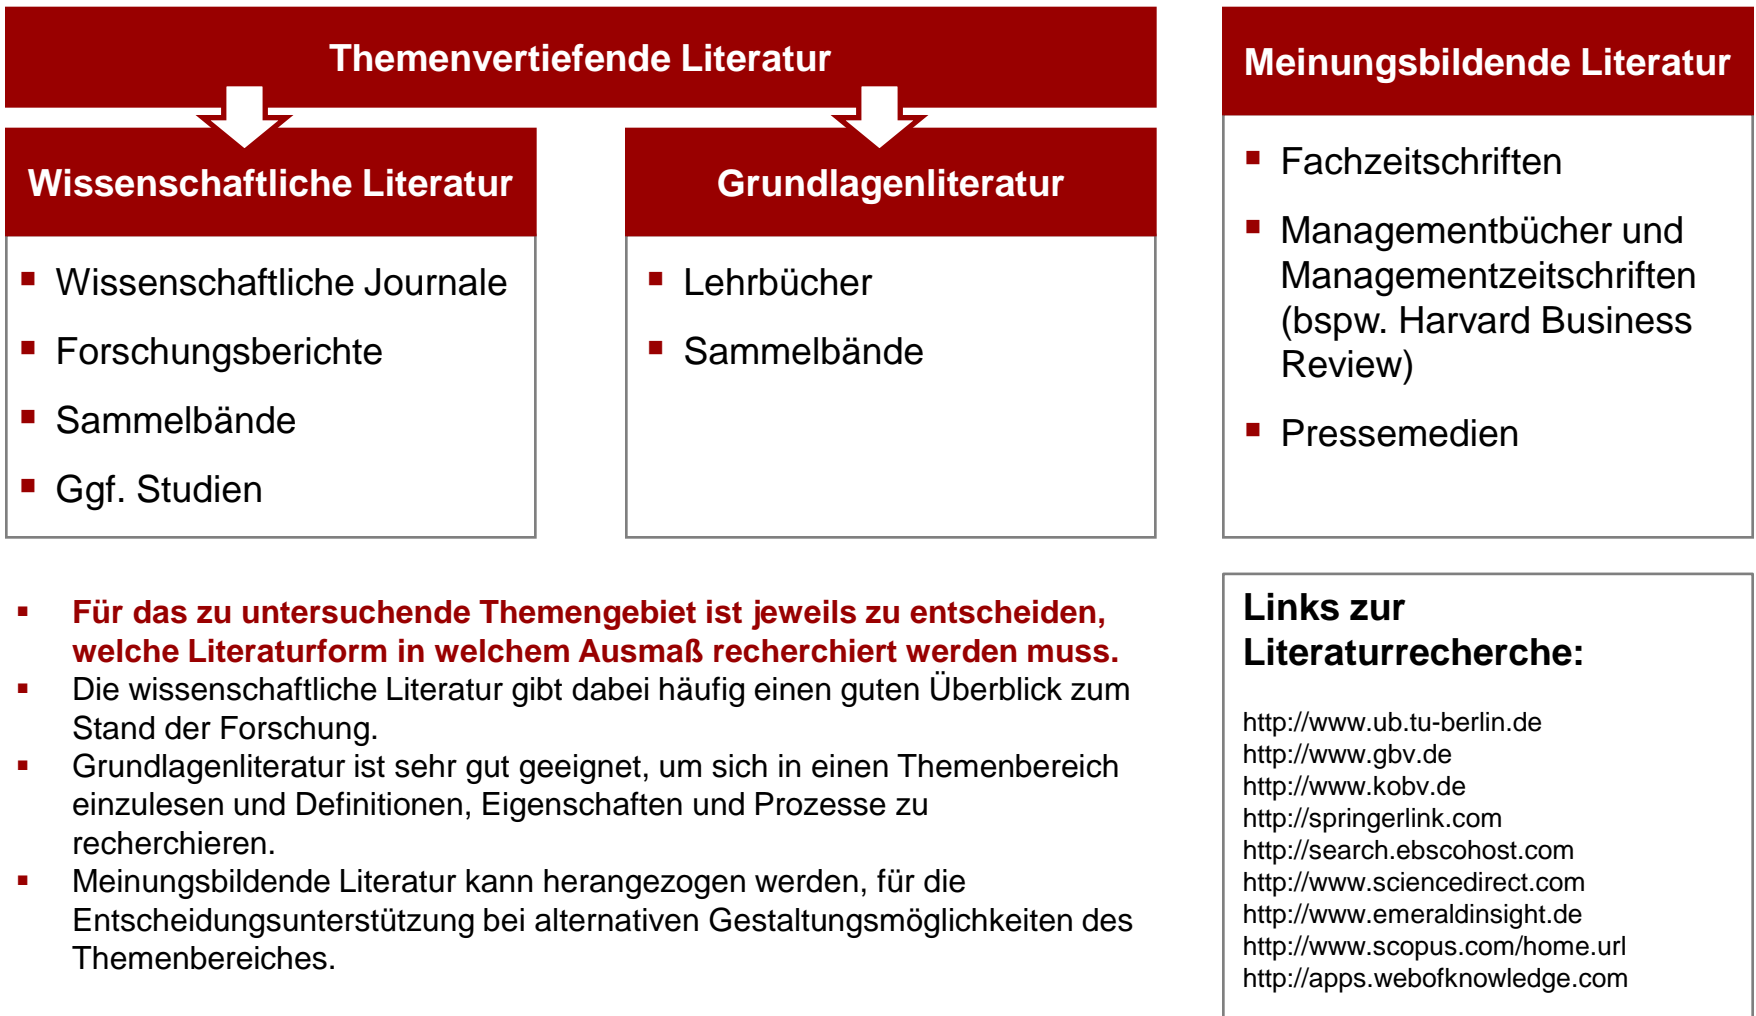 Themenvertiefende Literatur
Wissenschaftliche Literatur
Wissenschaftliche Journale
Forschungsberichte
Sammelbände
Ggf. Studien
Grundlagenliteratur
Lehrbücher
Sammelbände
Meinungsbildende Literatur
Fachzeitschriften
Managementbücher und
Managementzeitschriften
(bspw. Harvard Business
Review)
Pressemedien
Für das zu untersuchende Themengebiet ist jeweils zu entscheiden,
welche Literaturform in welchem Ausmaß recherchiert werden muss.
Die wissenschaftliche Literatur gibt dabei häufig einen guten Überblick zum
Stand der Forschung.
Grundlagenliteratur ist sehr gut geeignet, um sich in einen Themenbereich
einzulesen und Definitionen, Eigenschaften und Prozesse zu
recherchieren.
Meinungsbildende Literatur kann herangezogen werden, für die
Entscheidungsunterstützung bei alternativen Gestaltungsmöglichkeiten des
Themenbereiches.
Links zur
Literaturrecherche:
http://www.ub.tu-berlin.de
http://www.gbv.de
http://www.kobv.de
http://springerlink.com
http://search.ebscohost.com
http://www.sciencedirect.com
http://www.emeraldinsight.de
http://www.scopus.com/home.url
http://apps.webofknowledge.com